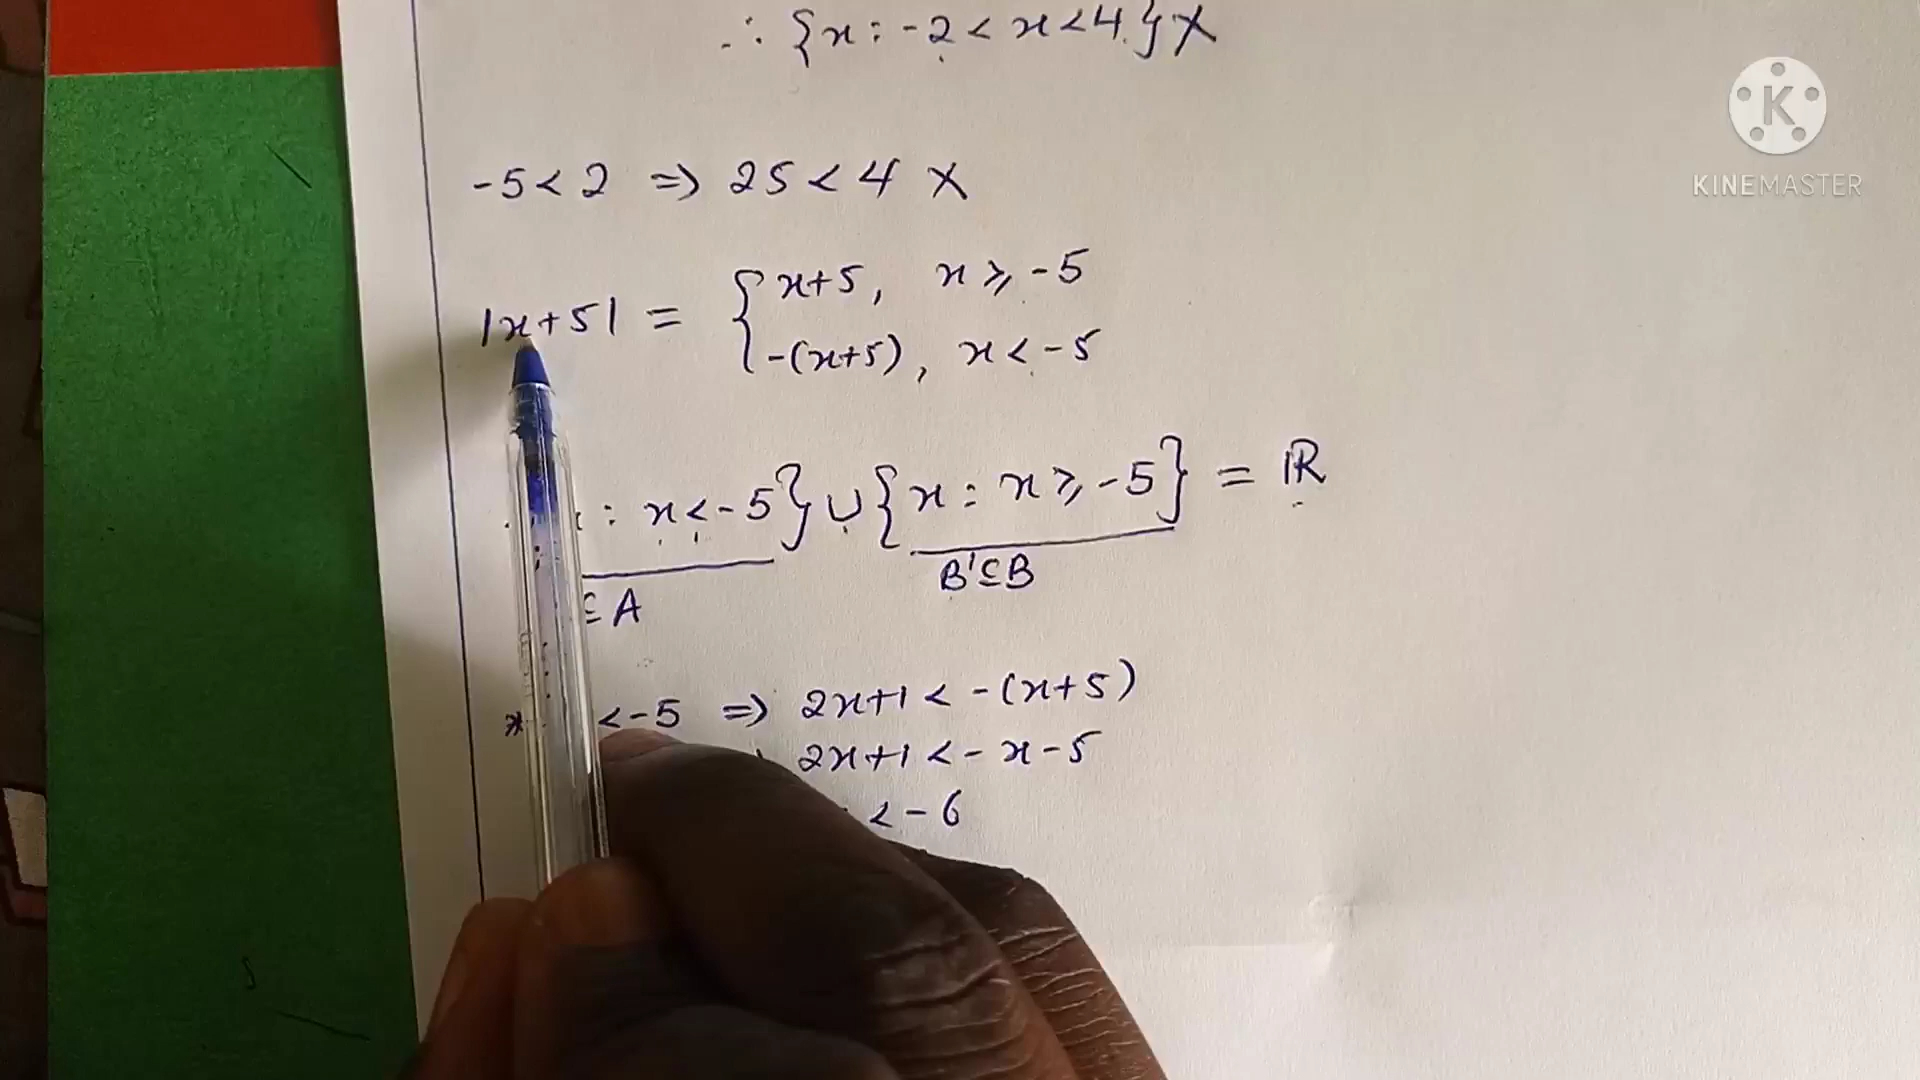 ∴ {x : -2 < x < 4} X
-5 < 2 ⇒ 25 < 4 X
|x+5| = { x+5, x ⩾ -5
-(x+5), x < -5
: x < -5} ∪ {x : x ⩾ -5} = ℝ
⊆ A B' ⊆ B
< -5 ⇒ 2x+1 < -(x+5)
2x+1 < -x-5
< -6
K
KINEMASTER